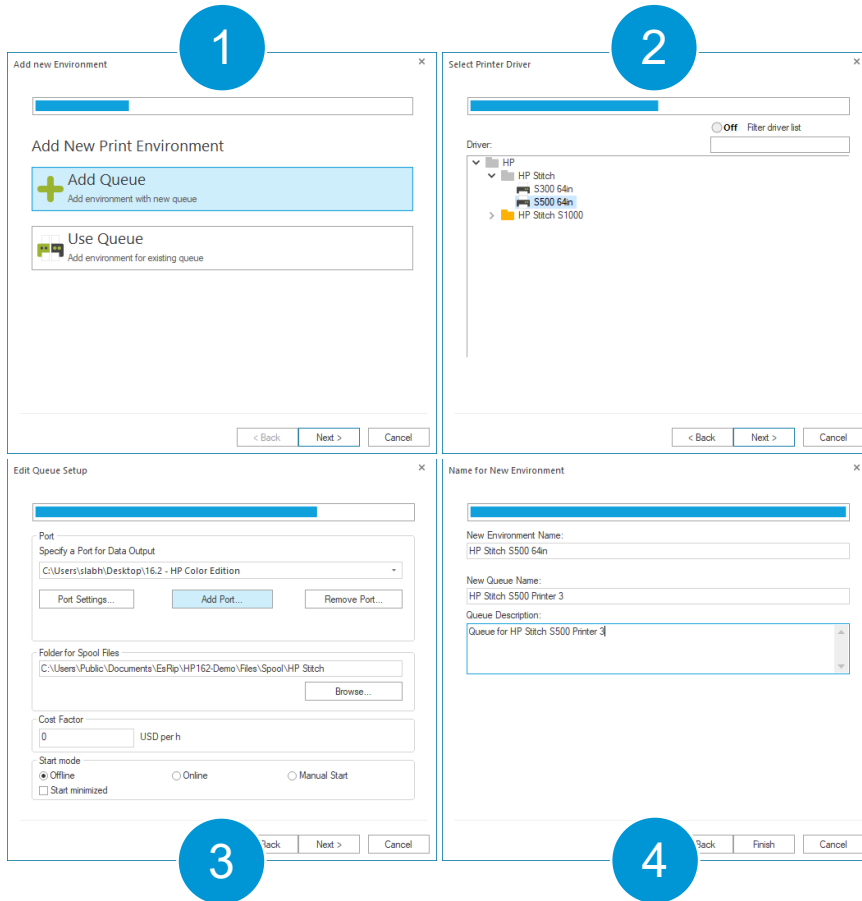 1
Add new Environment
Add New Print Environment
Add Queue
Add environment with new queue
Use Queue
Add environment for existing queue
< Back Next > Cancel
2
Select Printer Driver
Off Filter driver list
Driver:
HP
HP Stitch
S300 64in
S500 64in
HP Stitch S1000
< Back Next > Cancel
Edit Queue Setup
Port
Specify a Port for Data Output
C:\Users\slabh\Desktop\16.2 - HP Color Edition
Port Settings... Add Port... Remove Port...
Folder for Spool Files
C:\Users\Public\Documents\EsRip\HP162-Demo\Files\Spool\HP Stitch
Browse...
Cost Factor
0 USD per h
Start mode
Offline Online Manual Start
Start minimized
Back Next > Cancel
3
Name for New Environment
New Environment Name:
HP Stitch S500 64in
New Queue Name:
HP Stitch S500 Printer 3
Queue Description:
Queue for HP Stitch S500 Printer 3
Back Finish Cancel
4